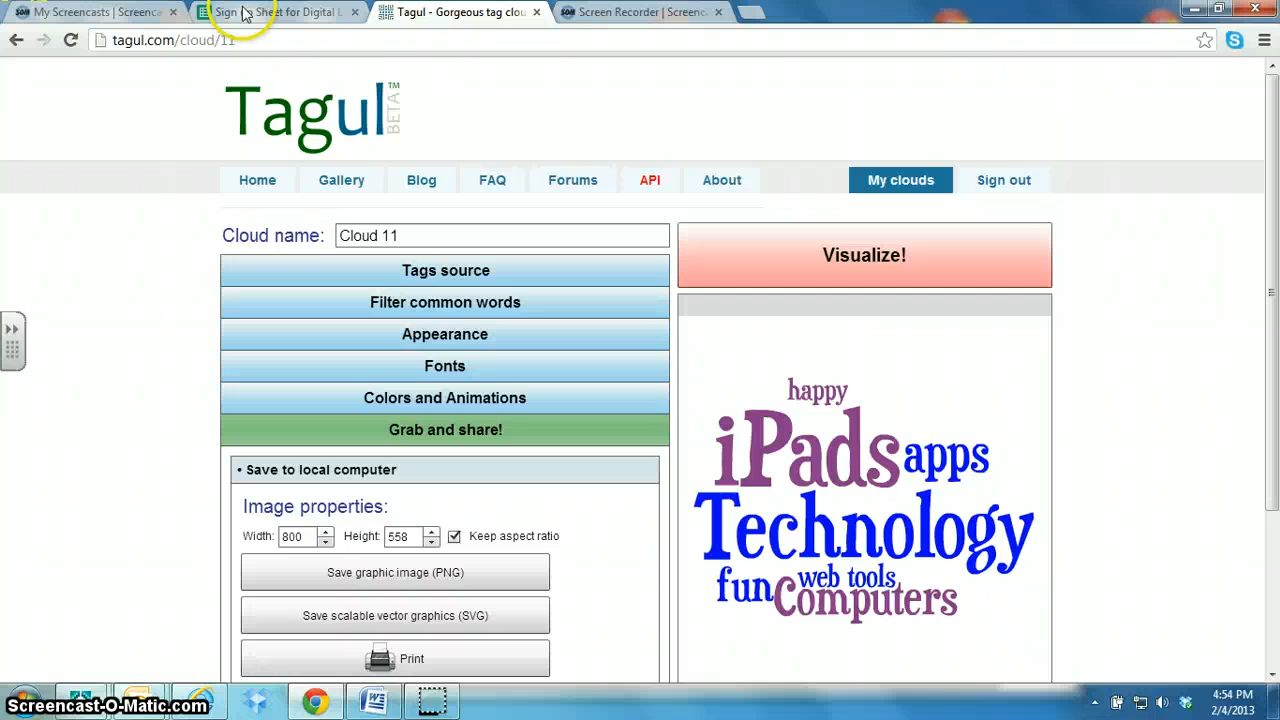 My Screencasts | Screenca
Sign Sheet for Digital L
Tagul - Gorgeous tag clou
Screen Recorder | Screenc
tagul.com/cloud/11
Tagul™
BETA
Home
Gallery
Blog
FAQ
Forums
API
About
My clouds
Sign out
Cloud name:
Cloud 11
Visualize!
Tags source
Filter common words
Appearance
Fonts
Colors and Animations
Grab and share!
• Save to local computer
Image properties:
Width: 800 Height: 558 Keep aspect ratio
Save graphic image (PNG)
Save scalable vector graphics (SVG)
Print
happy
iPads
apps
Technology
fun
web tools
Computers
Screencast-O-Matic.com
4:54 PM
2/4/2013